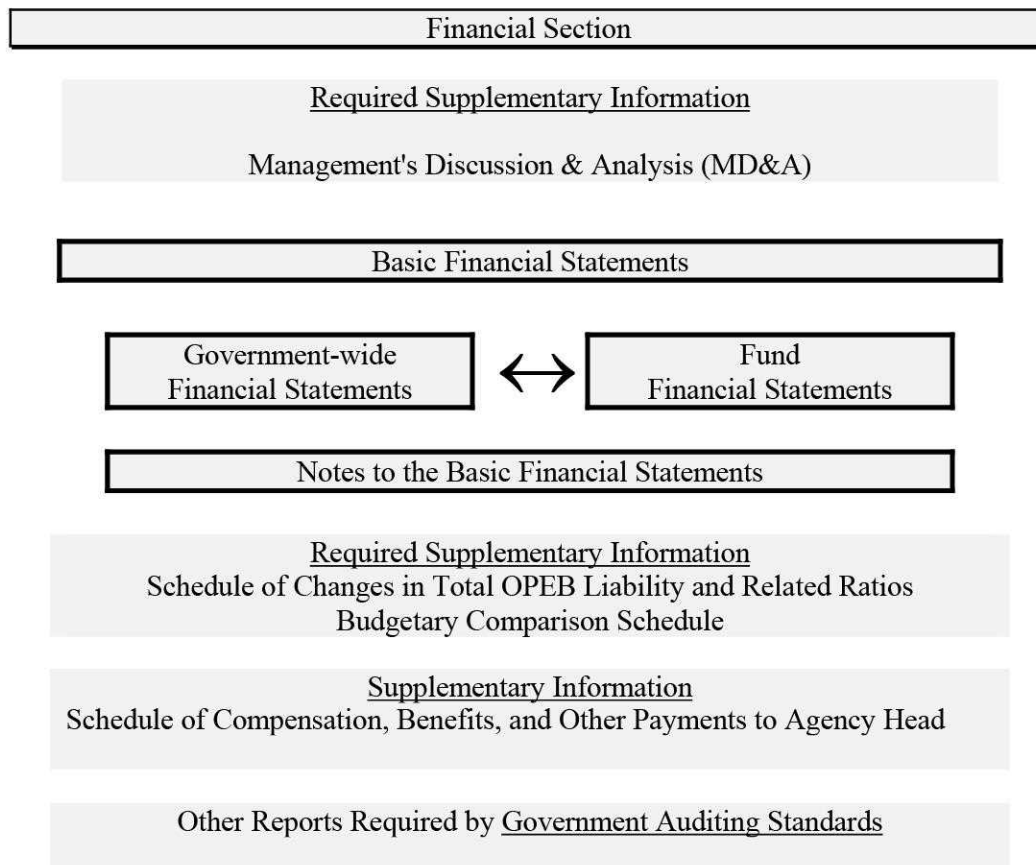 Financial Section
Required Supplementary Information
Management's Discussion & Analysis (MD&A)
Basic Financial Statements
Government-wide
Financial Statements
Fund
Financial Statements
Notes to the Basic Financial Statements
Required Supplementary Information
Schedule of Changes in Total OPEB Liability and Related Ratios
Budgetary Comparison Schedule
Supplementary Information
Schedule of Compensation, Benefits, and Other Payments to Agency Head
Other Reports Required by Government Auditing Standards